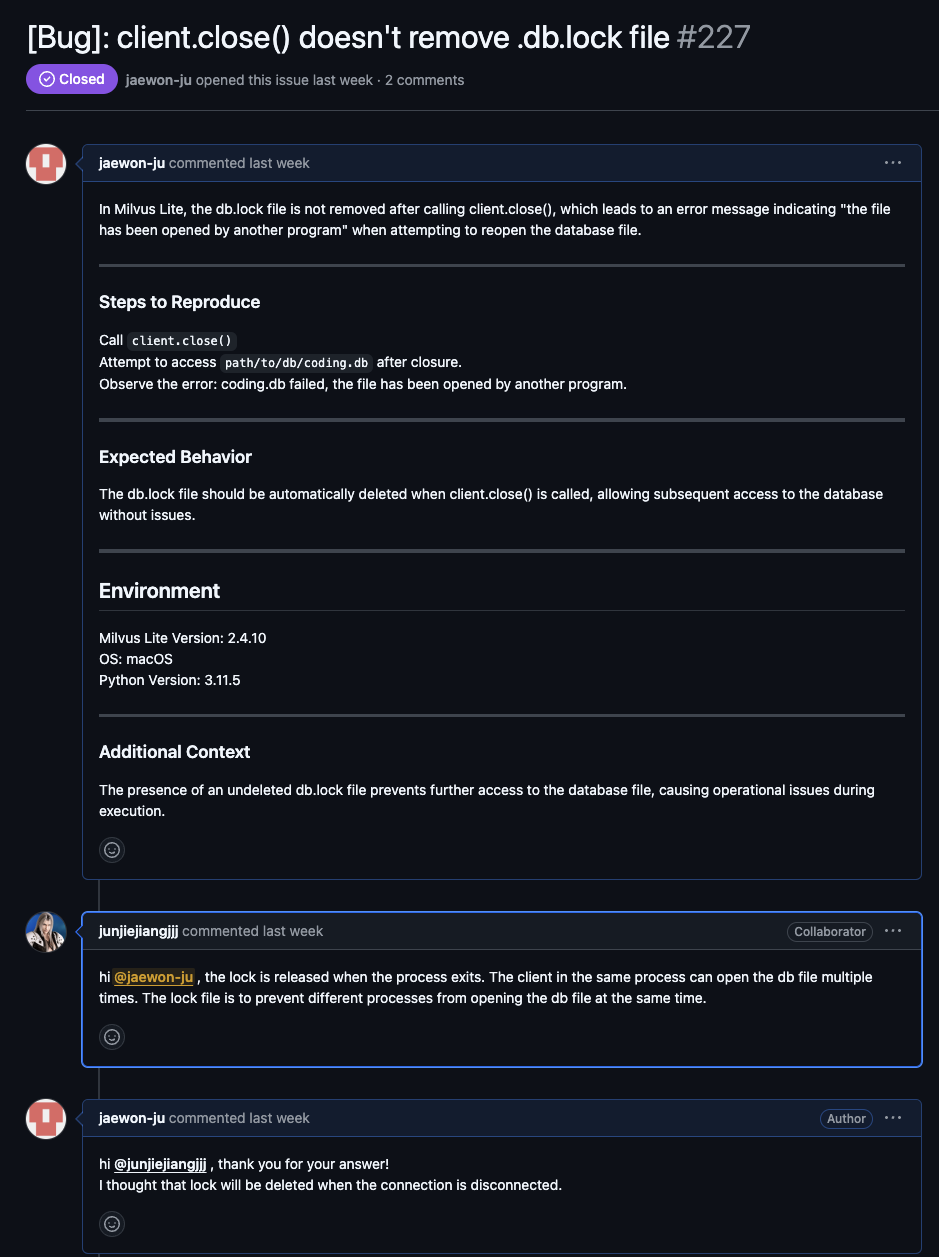 [Bug]: client.close() doesn't remove .db.lock file #227
Closed jaewon-ju opened this issue last week · 2 comments
jaewon-ju commented last week
In Milvus Lite, the db.lock file is not removed after calling client.close(), which leads to an error message indicating "the file
has been opened by another program" when attempting to reopen the database file.
Steps to Reproduce
Call client.close()
Attempt to access path/to/db/coding.db after closure.
Observe the error: coding.db failed, the file has been opened by another program.
Expected Behavior
The db.lock file should be automatically deleted when client.close() is called, allowing subsequent access to the database
without issues.
Environment
Milvus Lite Version: 2.4.10
OS: macOS
Python Version: 3.11.5
Additional Context
The presence of an undeleted db.lock file prevents further access to the database file, causing operational issues during
execution.
junjiejiangjjj commented last week Collaborator
hi @jaewon-ju , the lock is released when the process exits. The client in the same process can open the db file multiple
times. The lock file is to prevent different processes from opening the db file at the same time.
jaewon-ju commented last week Author
hi @junjiejiangjjj , thank you for your answer!
I thought that lock will be deleted when the connection is disconnected.